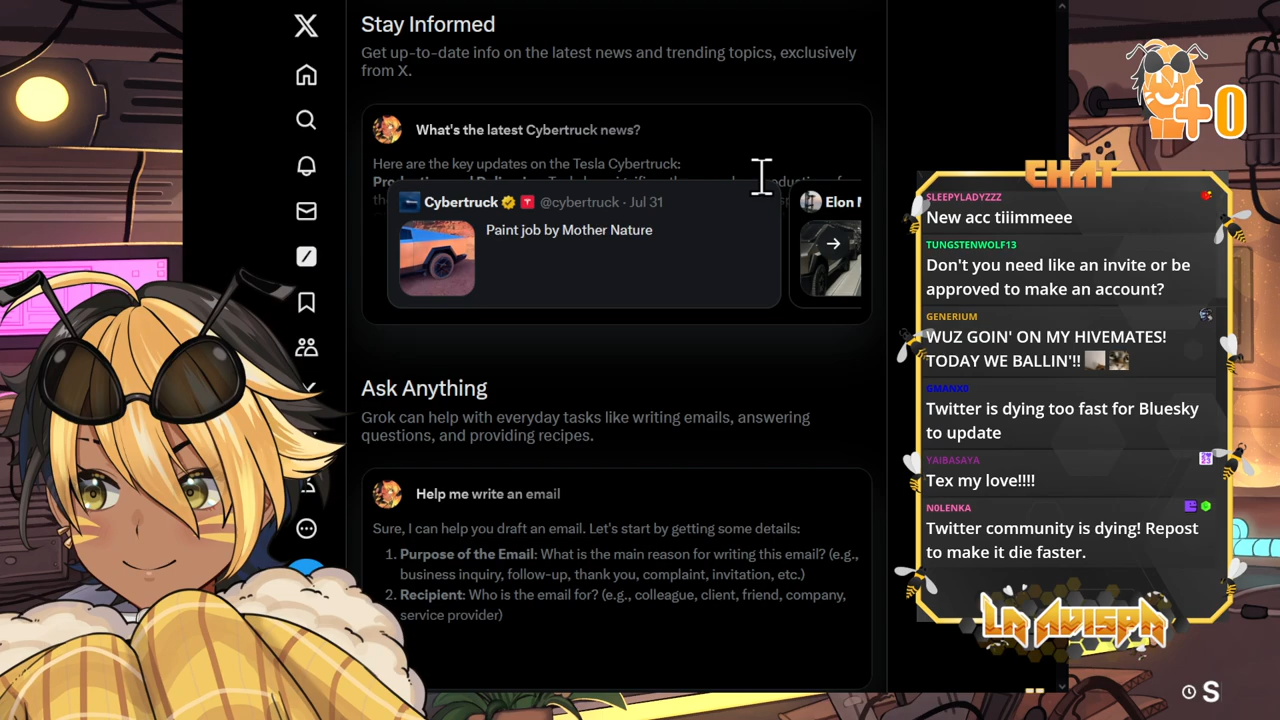 Stay Informed
Get up-to-date info on the latest news and trending topics, exclusively
from X.
What's the latest Cybertruck news?
Here are the key updates on the Tesla Cybertruck:
Cybertruck @cybertruck · Jul 31
Paint job by Mother Nature
Elon
Ask Anything
Grok can help with everyday tasks like writing emails, answering
questions, and providing recipes.
Help me write an email
Sure, I can help you draft an email. Let's start by getting some details:
1. Purpose of the Email: What is the main reason for writing this email? (e.g.,
business inquiry, follow-up, thank you, complaint, invitation, etc.)
2. Recipient: Who is the email for? (e.g., colleague, client, friend, company,
service provider)
+0
CHAT
SLEEPYLADYZZZ
New acc tiiimmeee
TUNGSTENWOLF13
Don't you need like an invite or be
approved to make an account?
GENERIUM
WUZ GOIN' ON MY HIVEMATES!
TODAY WE BALLIN'!!
GMANX0
Twitter is dying too fast for Bluesky
to update
YAIBASAYA
Tex my love!!!!
N0LENKA
Twitter community is dying! Repost
to make it die faster.
LA AVISPA
S